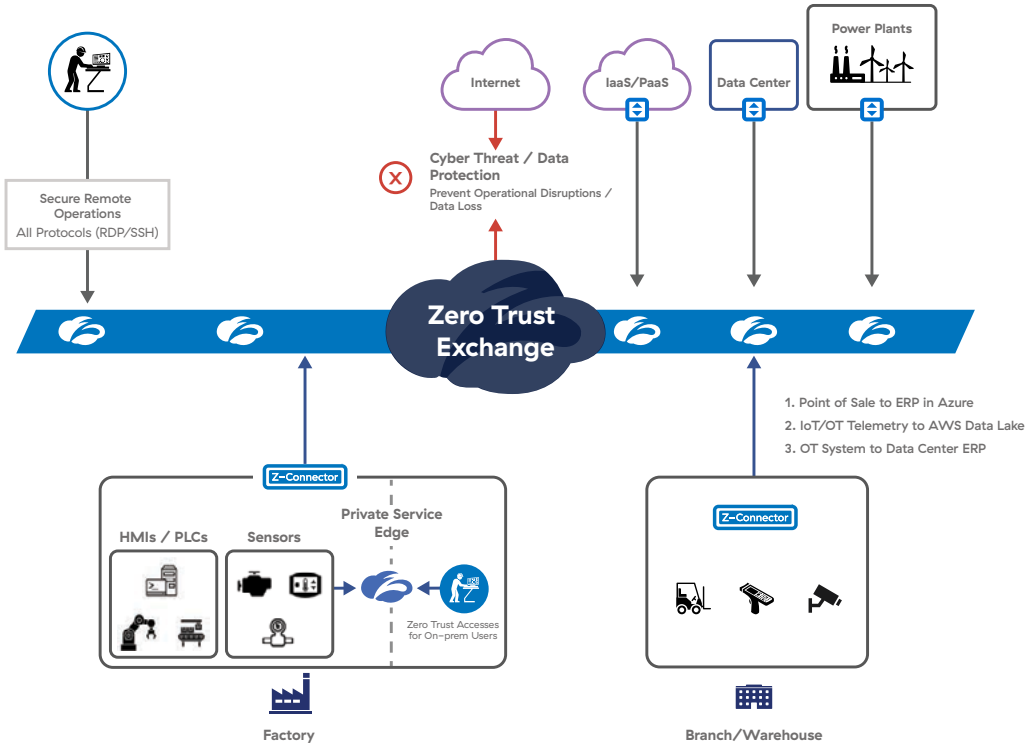 Power Plants
Internet
IaaS/PaaS
Data Center
Cyber Threat / Data
Protection
Prevent Operational Disruptions /
Data Loss
X
Secure Remote
Operations
All Protocols (RDP/SSH)
Zero Trust
Exchange
1. Point of Sale to ERP in Azure
2. IoT/OT Telemetry to AWS Data Lake
3. OT System to Data Center ERP
Z-Connector
Private Service
Edge
HMIs / PLCs
Sensors
Zero Trust Accesses
for On-prem Users
Factory
Z-Connector
Branch/Warehouse